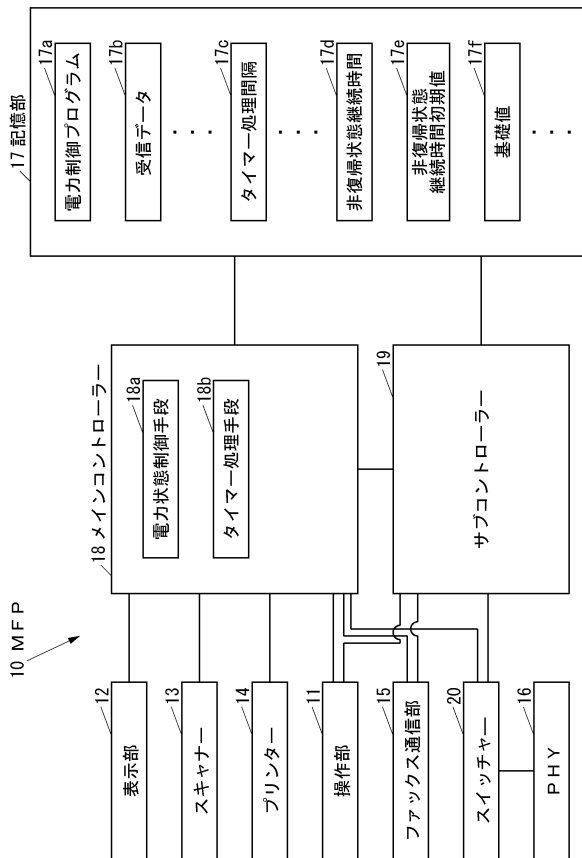 10 MFP
12
表示部
13
スキャナー
14
プリンター
11
操作部
15
ファックス通信部
20
スイッチャー
16
PHY
18 メインコントローラー
18a
電力状態制御手段
18b
タイマー処理手段
19
サブコントローラー
17 記憶部
17a
電力制御プログラム
17b
受信データ
・・・
17c
タイマー処理間隔
・・・
17d
非復帰状態継続時間
17e
非復帰状態
継続時間初期値
17f
基礎値
・・・